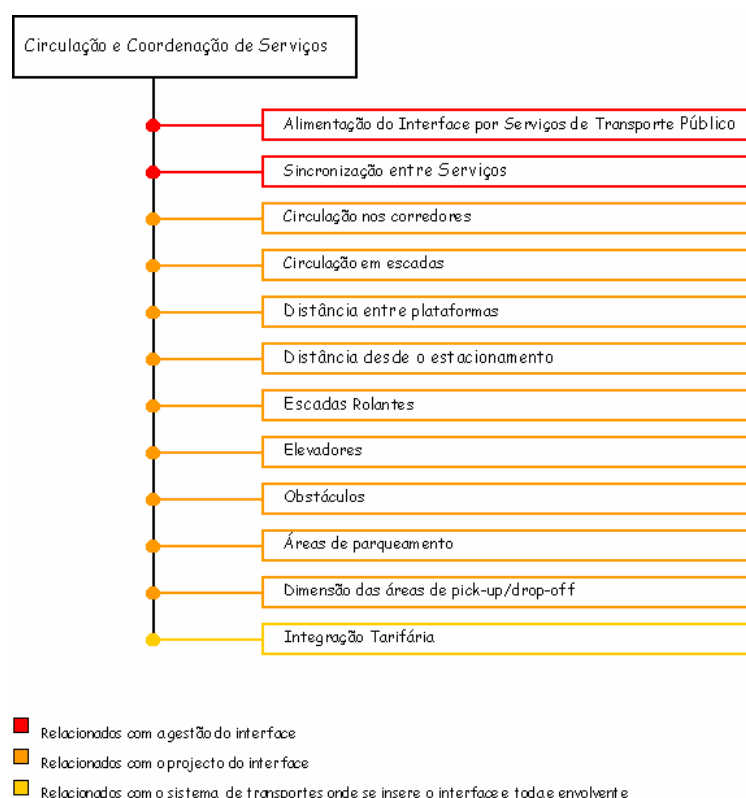 Circulação e Coordenação de Serviços
Alimentação do Interface por Serviços de Transporte Público
Sincronização entre Serviços
Circulação nos corredores
Circulação em escadas
Distância entre plataformas
Distância desde o estacionamento
Escadas Rolantes
Elevadores
Obstáculos
Áreas de parqueamento
Dimensão das áreas de pick-up/drop-off
Integração Tarifária
Relacionados com a gestão do interface
Relacionados com o projecto do interface
Relacionados com o sistema de transportes onde se insere o interface e toda e envolvente